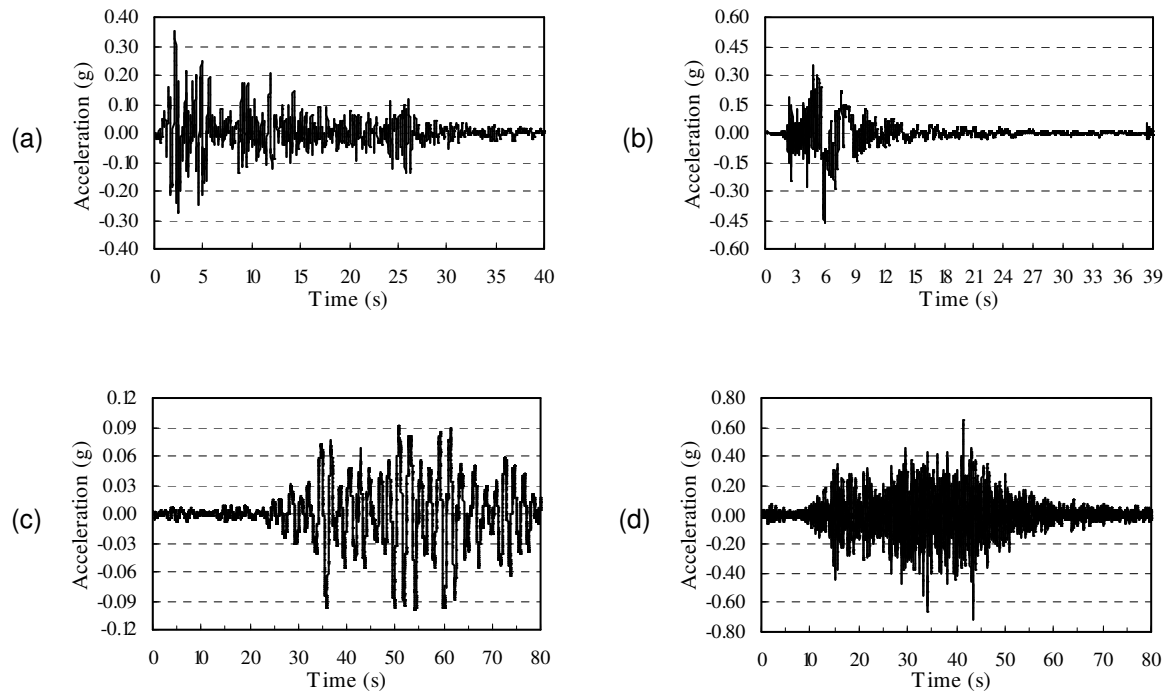 (a)
Acceleration (g)
0.40
0.30
0.20
0.10
0.00
-0.10
-0.20
-0.30
-0.40
0 5 10 15 20 25 30 35 40
Time (s)
(b)
Acceleration (g)
0.60
0.45
0.30
0.15
0.00
-0.15
-0.30
-0.45
-0.60
0 3 6 9 12 15 18 21 24 27 30 33 36 39
Time (s)
(c)
Acceleration (g)
0.12
0.09
0.06
0.03
0.00
-0.03
-0.06
-0.09
-0.12
0 10 20 30 40 50 60 70 80
Time (s)
(d)
Acceleration (g)
0.80
0.60
0.40
0.20
0.00
-0.20
-0.40
-0.60
-0.80
0 10 20 30 40 50 60 70 80
Time (s)